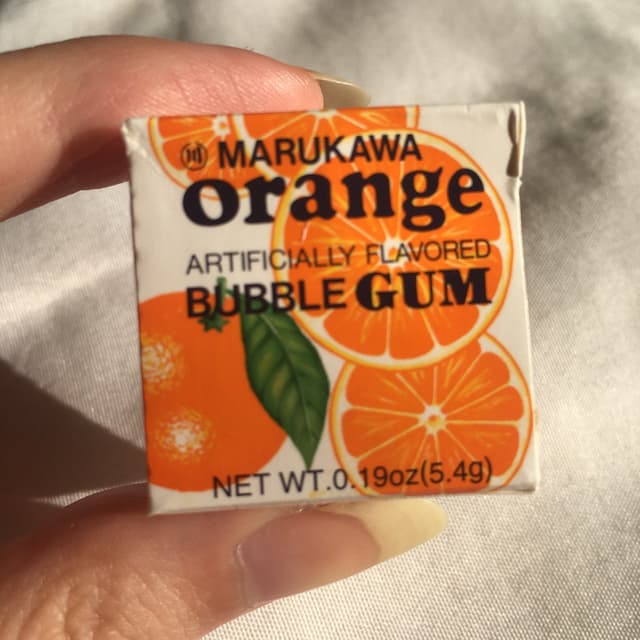 MARUKAWA
orange
ARTIFICIALLY FLAVORED
BUBBLE GUM
NET WT.0.19oz(5.4g)